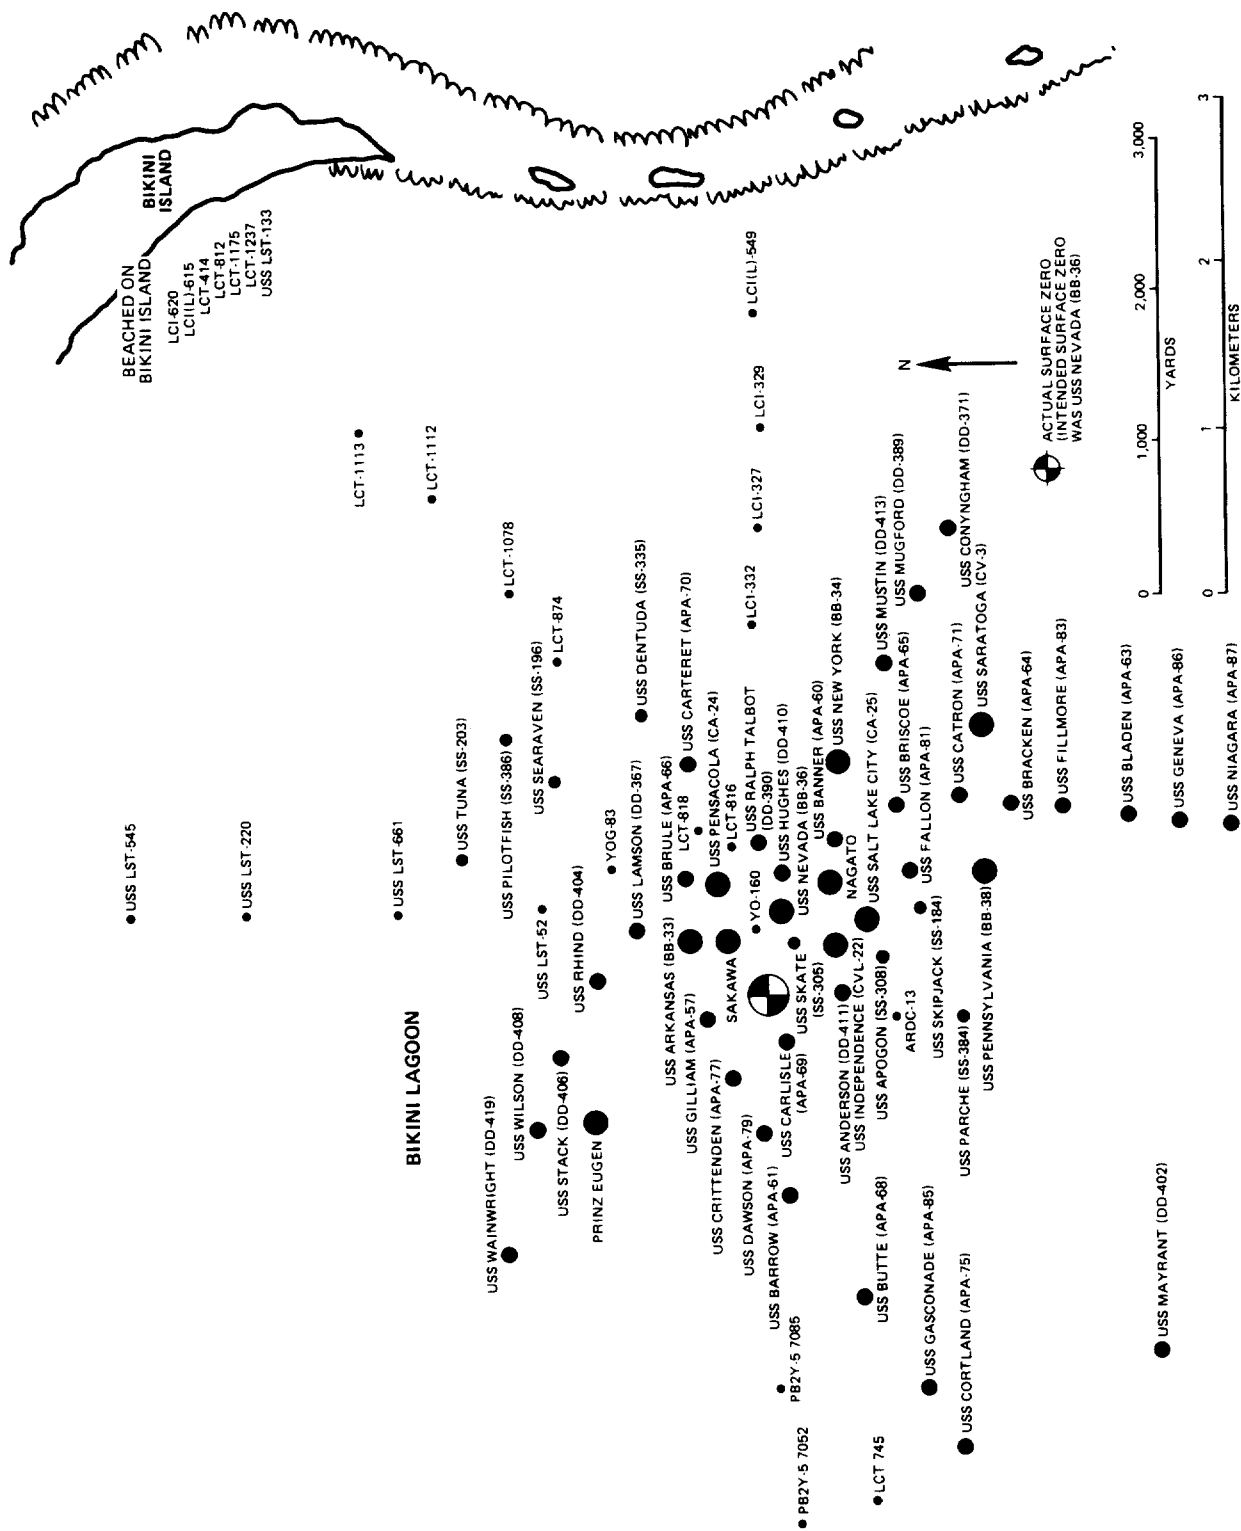 BIKINI
ISLAND
BEACHED ON
BIKINI ISLAND
LCI-620
LCI(L)-615
LCT-414
LCT-812
LCT-1175
LCT-1237
USS LST-133
USS LST-545
USS LST-220
LCT-1113
USS LST-661
LCT-1112
BIKINI LAGOON
USS TUNA (SS-203)
USS WAINWRIGHT (DD-419)
USS PILOTFISH (SS-386)
LCT-1078
USS WILSON (DD-408)
USS LST-52
USS SEARAVEN (SS-196)
LCT-874
USS STACK (DD-406)
USS RHIND (DD-404)
PRINZ EUGEN
YOG-83
USS LAMSON (DD-367)
USS DENTUDA (SS-335)
USS ARKANSAS (BB-33)
USS BRULE (APA-66)
USS CARTERET (APA-70)
USS GILLIAM (APA-57)
LCT-818
USS CRITTENDEN (APA-77)
SAKAWA
USS PENSACOLA (CA-24)
LCT-816
USS DAWSON (APA-79)
YO-160
USS RALPH TALBOT
(DD-390)
LCI-332
LCI-327
LCI-329
LCI(L)-549
USS BARROW (APA-61)
USS CARLISLE
(APA-69)
USS SKATE
(SS-305)
USS HUGHES (DD-410)
USS NEVADA (BB-36)
PB2Y-5 7085
PB2Y-5 7052
USS BANNER (APA-60)
USS NEW YORK (BB-34)
USS ANDERSON (DD-411)
USS INDEPENDENCE (CVL-22)
NAGATO
USS BUTTE (APA-68)
USS APOGON (SS-308)
USS SALT LAKE CITY (CA-25)
USS MUSTIN (DD-413)
LCT 745
ARDC-13
USS BRISCOE (APA-65)
USS MUGFORD (DD-389)
USS GASCONADE (APA-85)
USS SKIPJACK (SS-184)
USS FALLON (APA-81)
USS CORTLAND (APA-75)
USS PARCHE (SS-384)
USS CATRON (APA-71)
USS CONYNGHAM (DD-371)
USS PENNSYLVANIA (BB-38)
USS SARATOGA (CV-3)
USS BRACKEN (APA-64)
USS FILLMORE (APA-83)
USS BLADEN (APA-63)
USS MAYRANT (DD-402)
USS GENEVA (APA-86)
USS NIAGARA (APA-87)
N
ACTUAL SURFACE ZERO
(INTENDED SURFACE ZERO
WAS USS NEVADA (BB-36)
0 1,000 2,000 3,000
YARDS
0 1 2 3
KILOMETERS